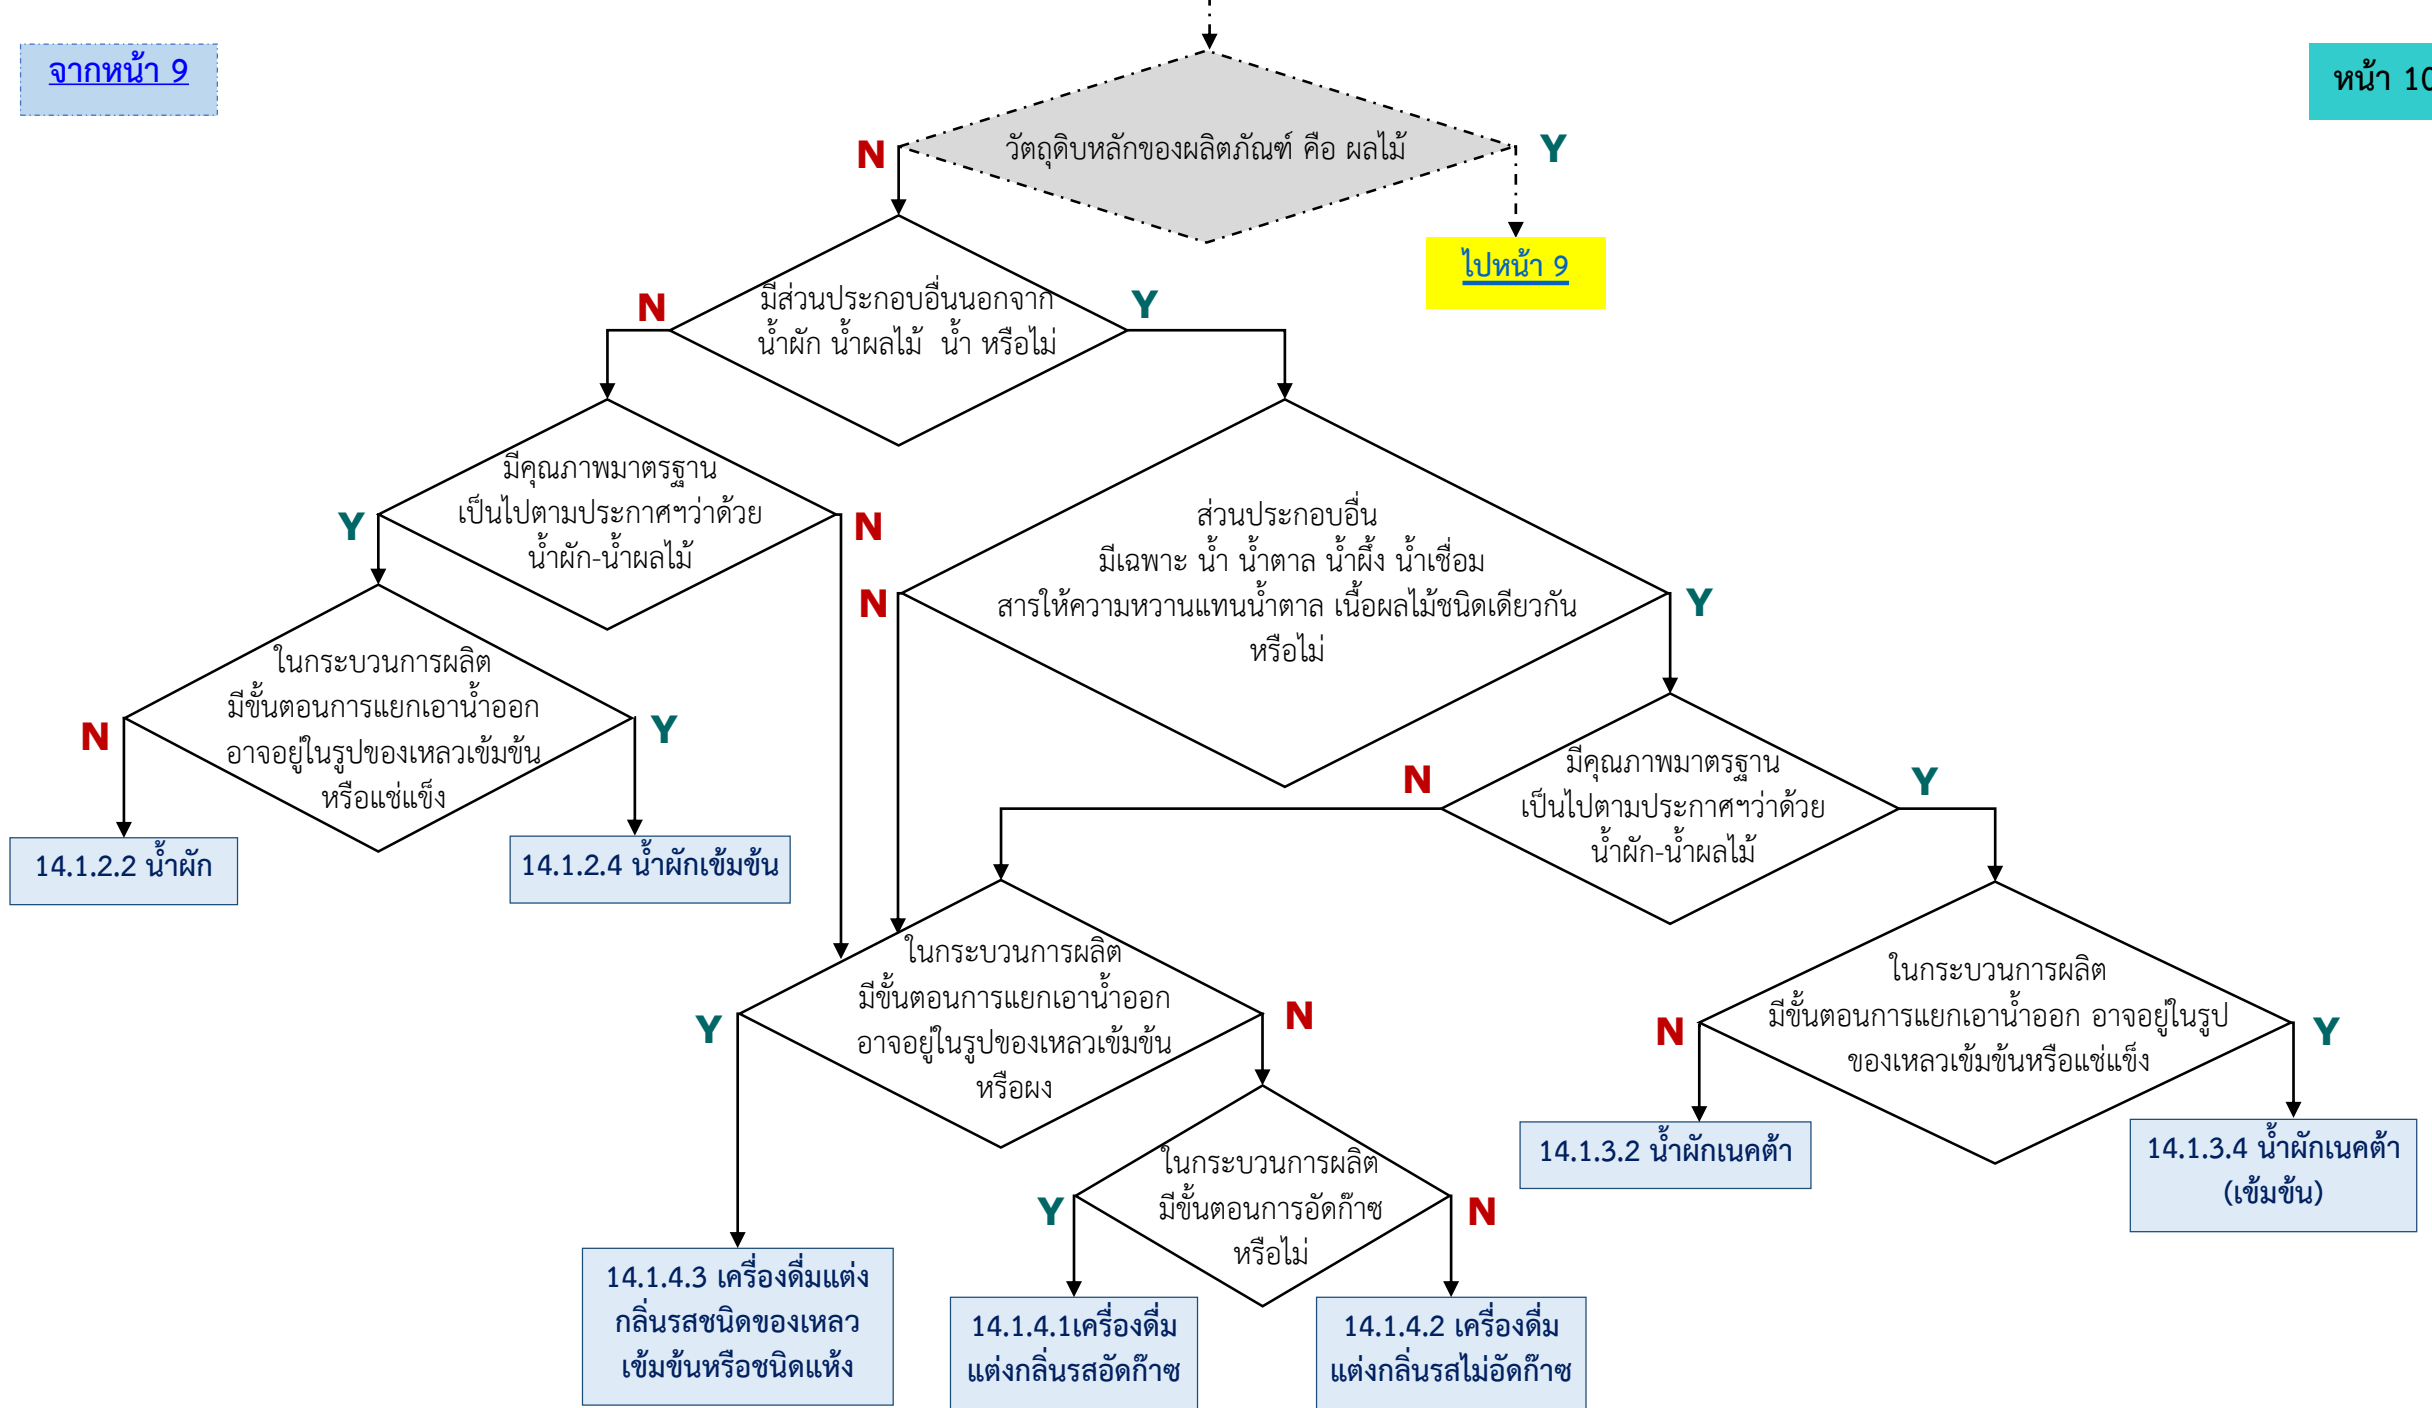 จากหน้า 9
หน้า 10
วัตถุดิบหลักของผลิตภัณฑ์ คือ ผลไม้
N
Y
ไปหน้า 9
มีส่วนประกอบอื่นนอกจาก
น้ำผัก น้ำผลไม้ น้ำ หรือไม่
N
Y
มีคุณภาพมาตรฐาน
เป็นไปตามประกาศฯว่าด้วย
น้ำผัก-น้ำผลไม้
Y
N
ส่วนประกอบอื่น
มีเฉพาะ น้ำ น้ำตาล น้ำผึ้ง น้ำเชื่อม
สารให้ความหวานแทนน้ำตาล เนื้อผลไม้ชนิดเดียวกัน
หรือไม่
N
Y
ในกระบวนการผลิต
มีขั้นตอนการแยกเอาน้ำออก
อาจอยู่ในรูปของเหลวเข้มข้น
หรือแช่แข็ง
N
Y
มีคุณภาพมาตรฐาน
เป็นไปตามประกาศฯว่าด้วย
น้ำผัก-น้ำผลไม้
N
Y
14.1.2.2 น้ำผัก
14.1.2.4 น้ำผักเข้มข้น
ในกระบวนการผลิต
มีขั้นตอนการแยกเอาน้ำออก
อาจอยู่ในรูปของเหลวเข้มข้น
หรือผง
Y
N
ในกระบวนการผลิต
มีขั้นตอนการแยกเอาน้ำออก อาจอยู่ในรูป
ของเหลวเข้มข้นหรือแช่แข็ง
N
Y
ในกระบวนการผลิต
มีขั้นตอนการอัดก๊าซ
หรือไม่
Y
N
14.1.3.2 น้ำผักเนคต้า
14.1.3.4 น้ำผักเนคต้า
(เข้มข้น)
14.1.4.3 เครื่องดื่มแต่ง
กลิ่นรสชนิดของเหลว
เข้มข้นหรือชนิดแห้ง
14.1.4.1เครื่องดื่ม
แต่งกลิ่นรสอัดก๊าซ
14.1.4.2 เครื่องดื่ม
แต่งกลิ่นรสไม่อัดก๊าซ